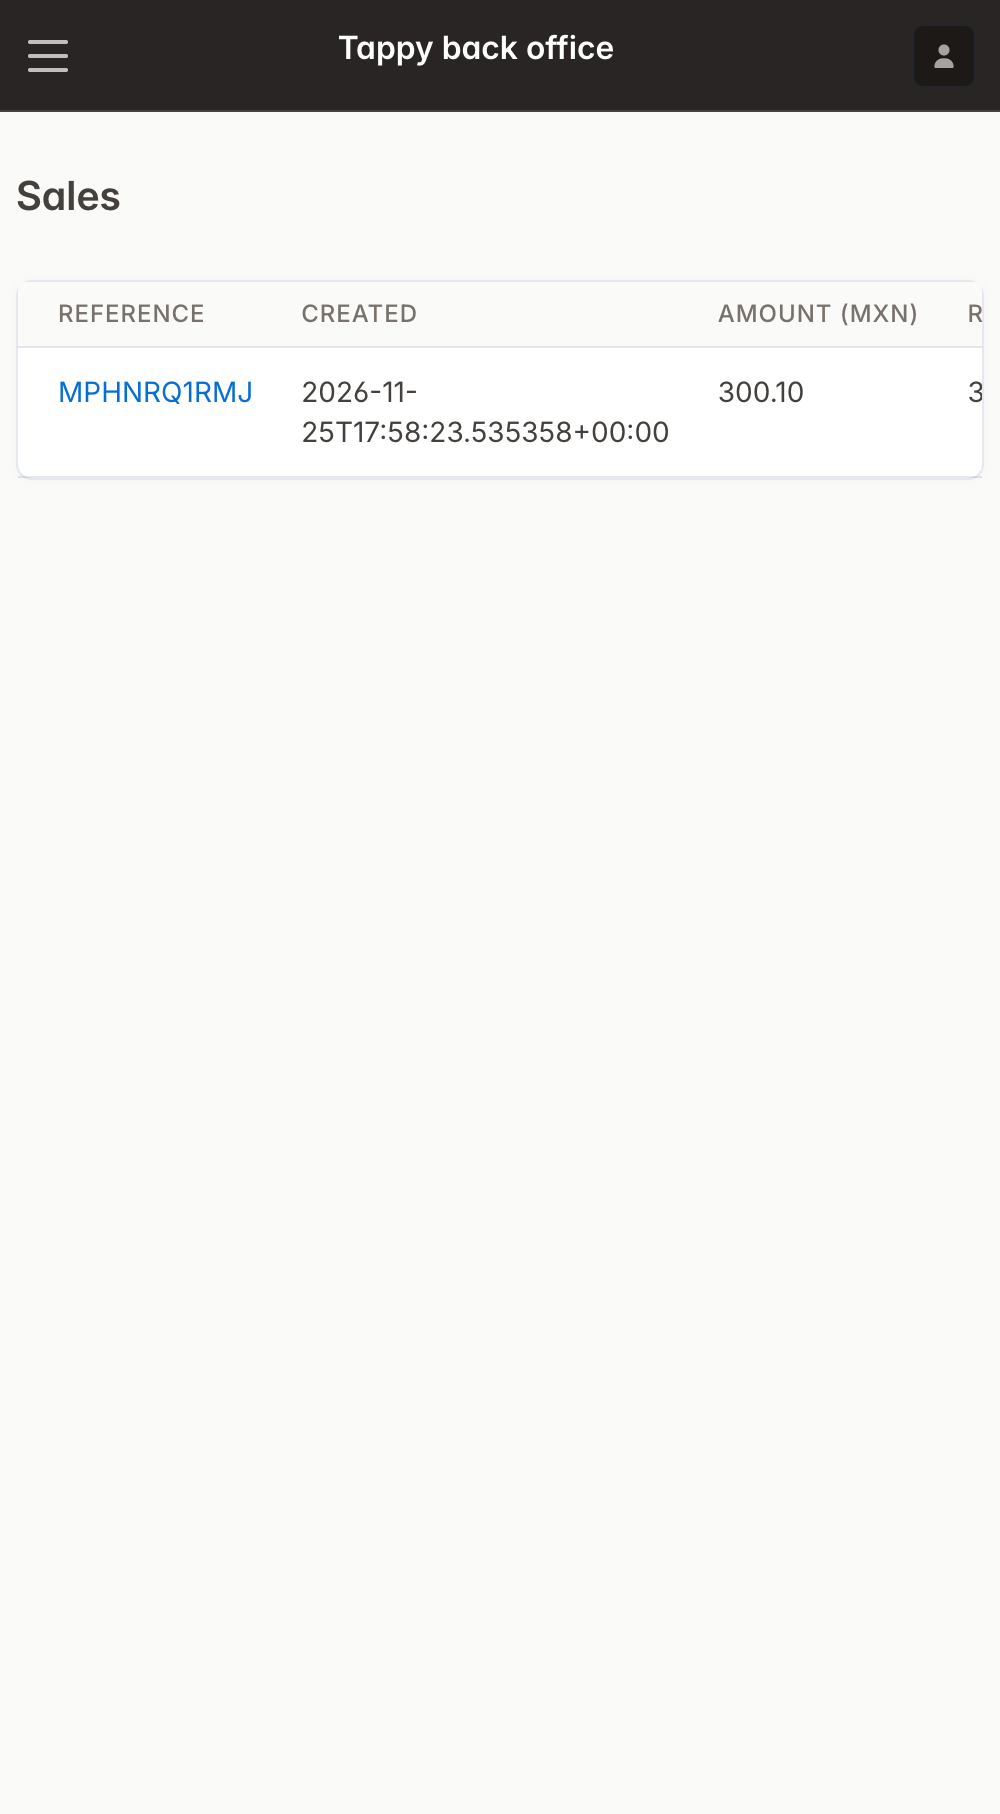 Tappy back office
Sales
REFERENCE CREATED AMOUNT (MXN)
MPHNRQ1RMJ 2026-11-25T17:58:23.535358+00:00 300.10